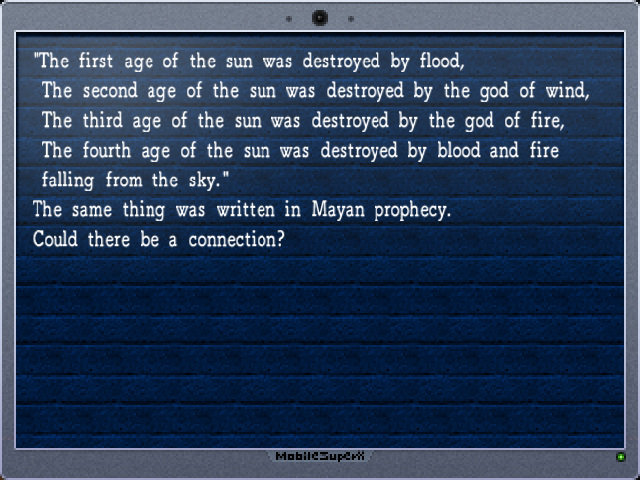 "The first age of the sun was destroyed by flood,
The second age of the sun was destroyed by the god of wind,
The third age of the sun was destroyed by the god of fire,
The fourth age of the sun was destroyed by blood and fire
falling from the sky."
The same thing was written in Mayan prophecy.
Could there be a connection?
MobileSuperX